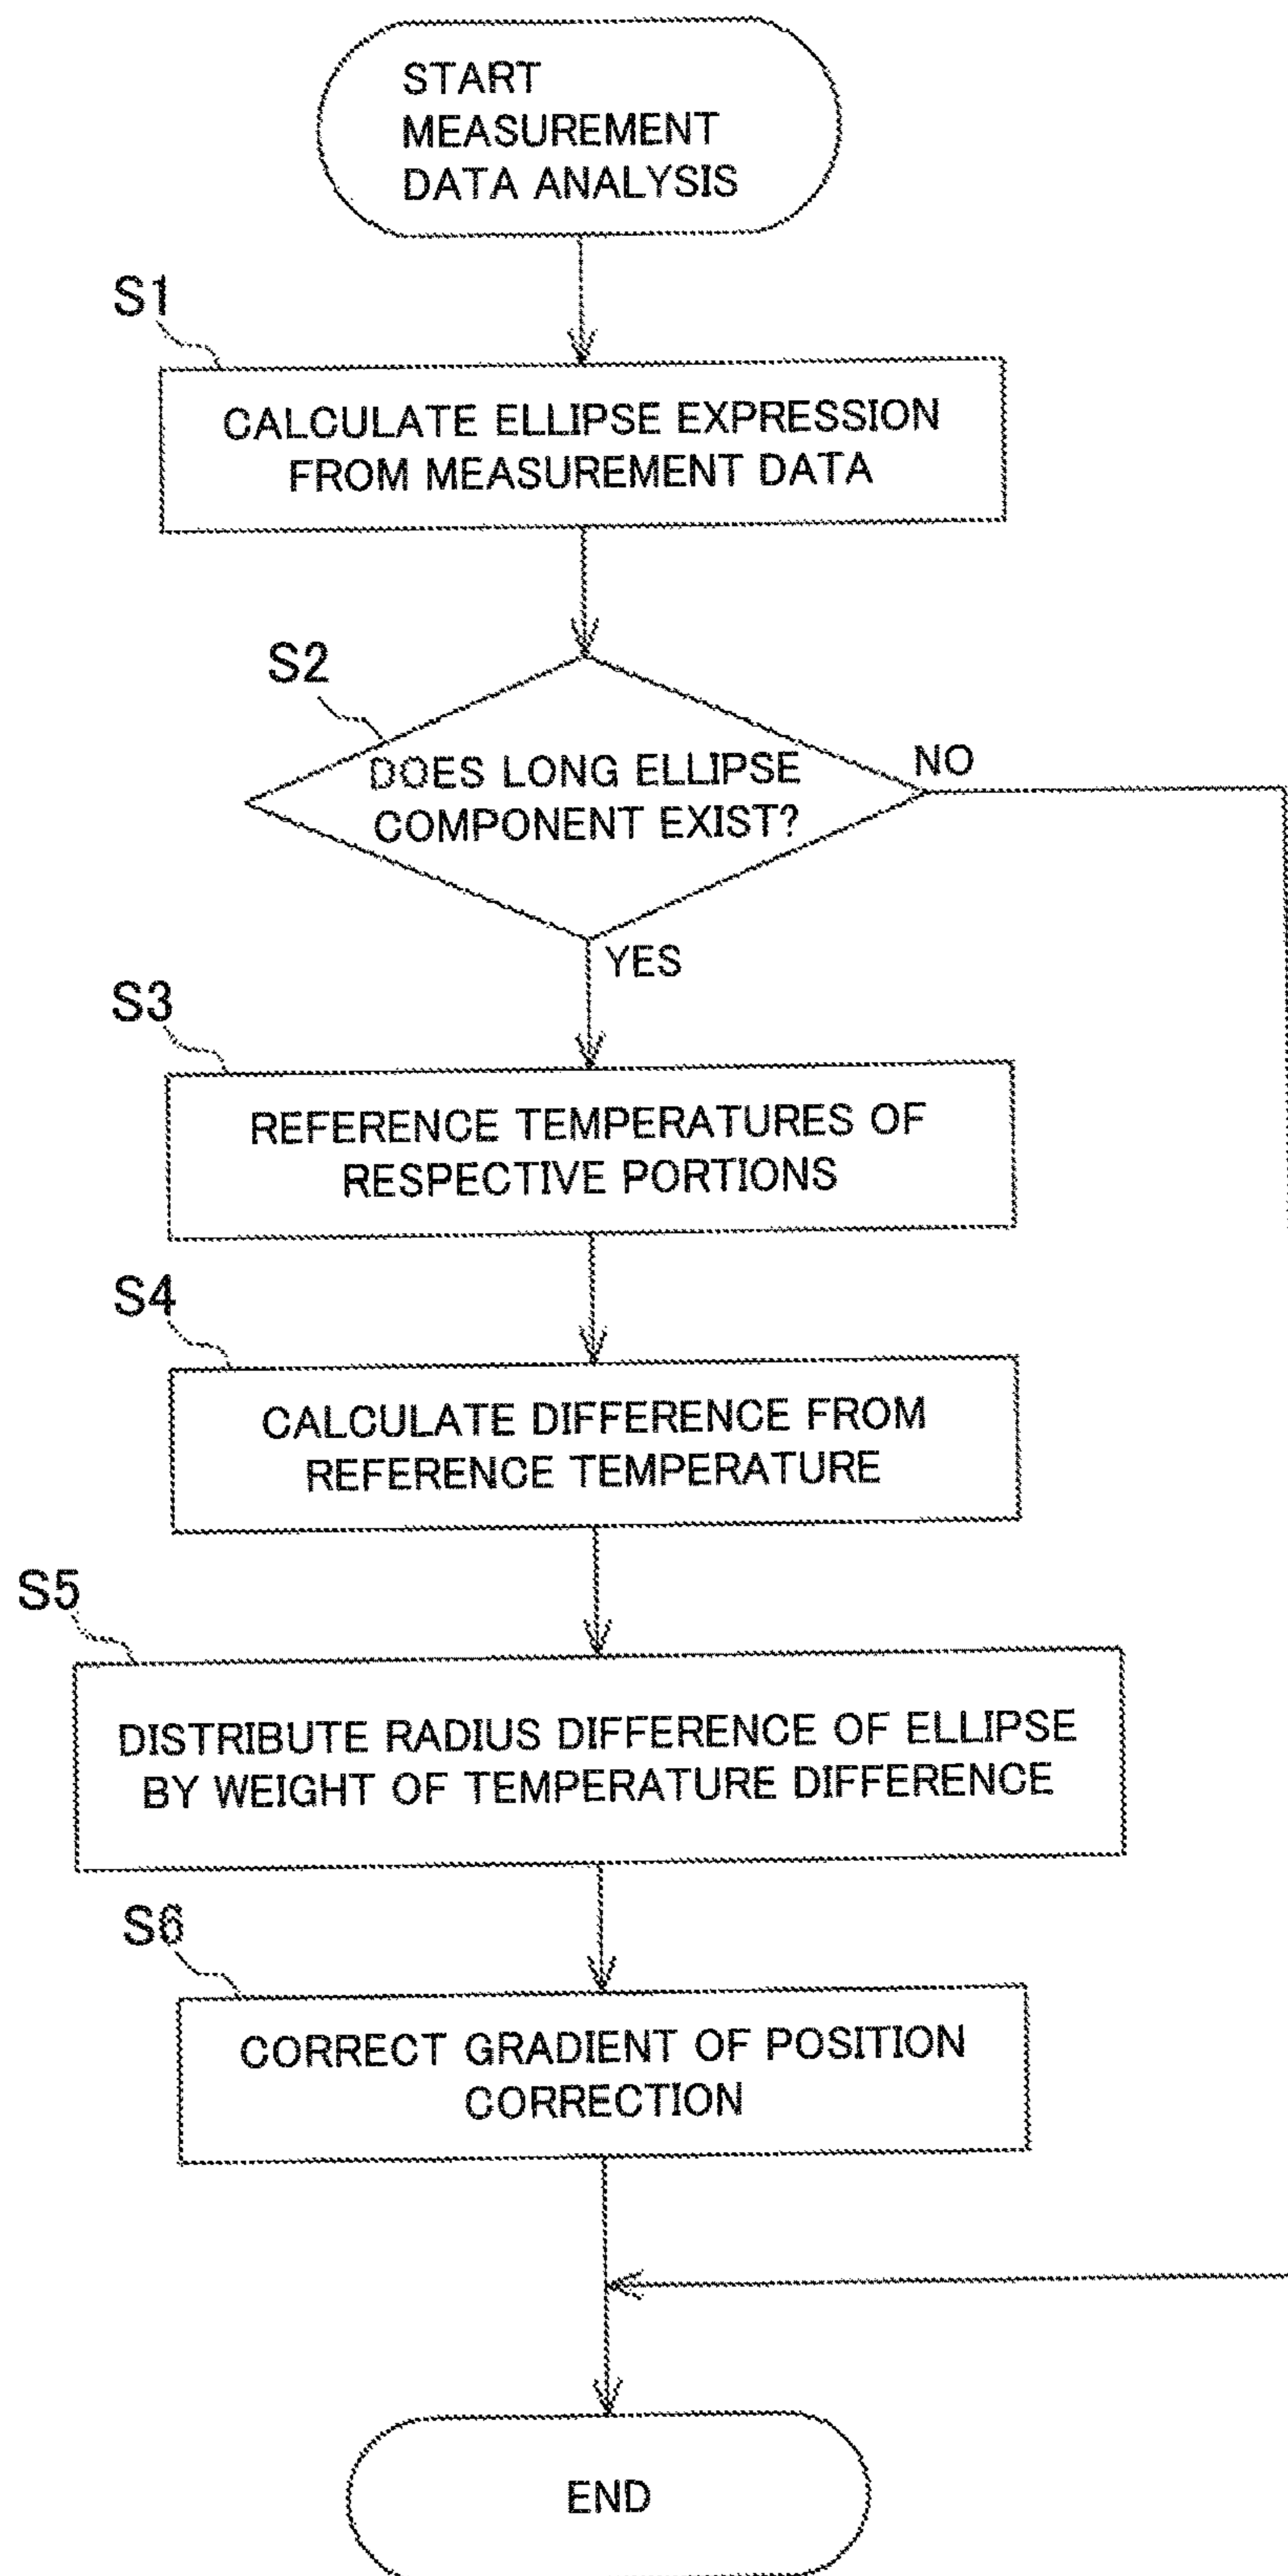 START
MEASUREMENT
DATA ANALYSIS
S1
CALCULATE ELLIPSE EXPRESSION
FROM MEASUREMENT DATA
S2
DOES LONG ELLIPSE
COMPONENT EXIST?
NO
YES
S3
REFERENCE TEMPERATURES OF
RESPECTIVE PORTIONS
S4
CALCULATE DIFFERENCE FROM
REFERENCE TEMPERATURE
S5
DISTRIBUTE RADIUS DIFFERENCE OF ELLIPSE
BY WEIGHT OF TEMPERATURE DIFFERENCE
S6
CORRECT GRADIENT OF POSITION
CORRECTION
END